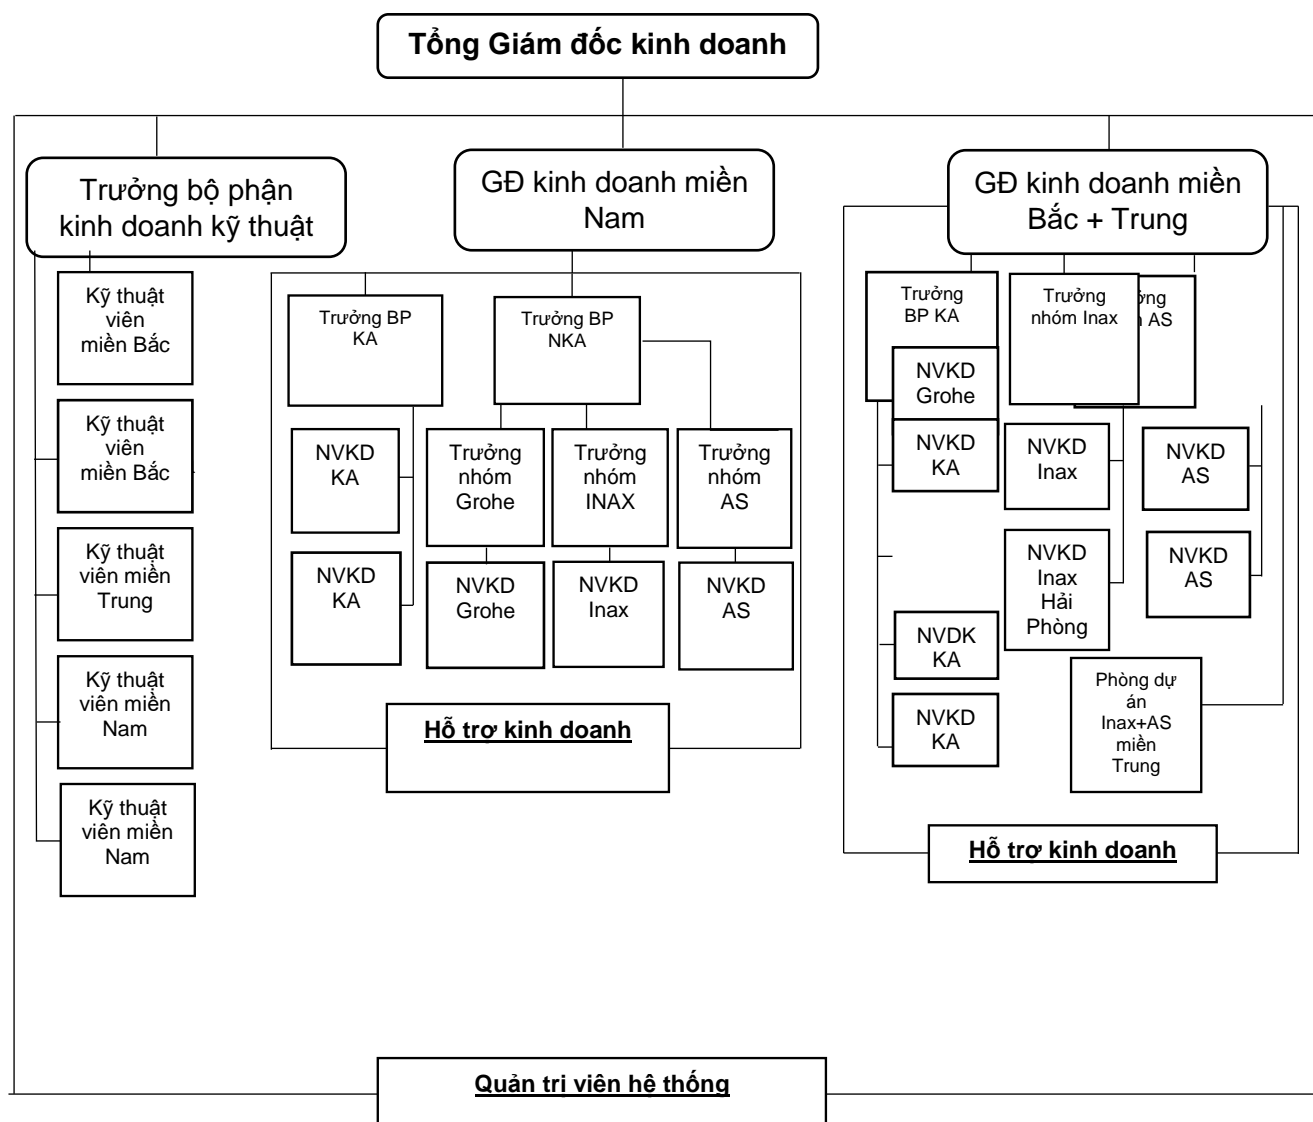 Tổng Giám đốc kinh doanh
Trưởng bộ phận
kinh doanh kỹ thuật
GĐ kinh doanh miền
Nam
GĐ kinh doanh miền
Bắc + Trung
Kỹ thuật
viên
miền Bắc
Kỹ thuật
viên
miền Bắc
Kỹ thuật
viên miền
Trung
Kỹ thuật
viên miền
Nam
Kỹ thuật
viên miền
Nam
Trưởng BP
KA
Trưởng BP
NKA
NVKD
KA
NVKD
KA
Trưởng
nhóm
Grohe
Trưởng
nhóm
INAX
Trưởng
nhóm
AS
NVKD
Grohe
NVKD
Inax
NVKD
AS
Hỗ trợ kinh doanh
Trưởng
BP KA
Trưởng
nhóm Inax
AS
NVKD
Grohe
NVKD
KA
NVKD
Inax
NVKD
AS
NVKD
Inax
Hải
Phòng
NVKD
AS
NVDK
KA
NVKD
KA
Phòng dự
án
Inax+AS
miền
Trung
Hỗ trợ kinh doanh
Quản trị viên hệ thống